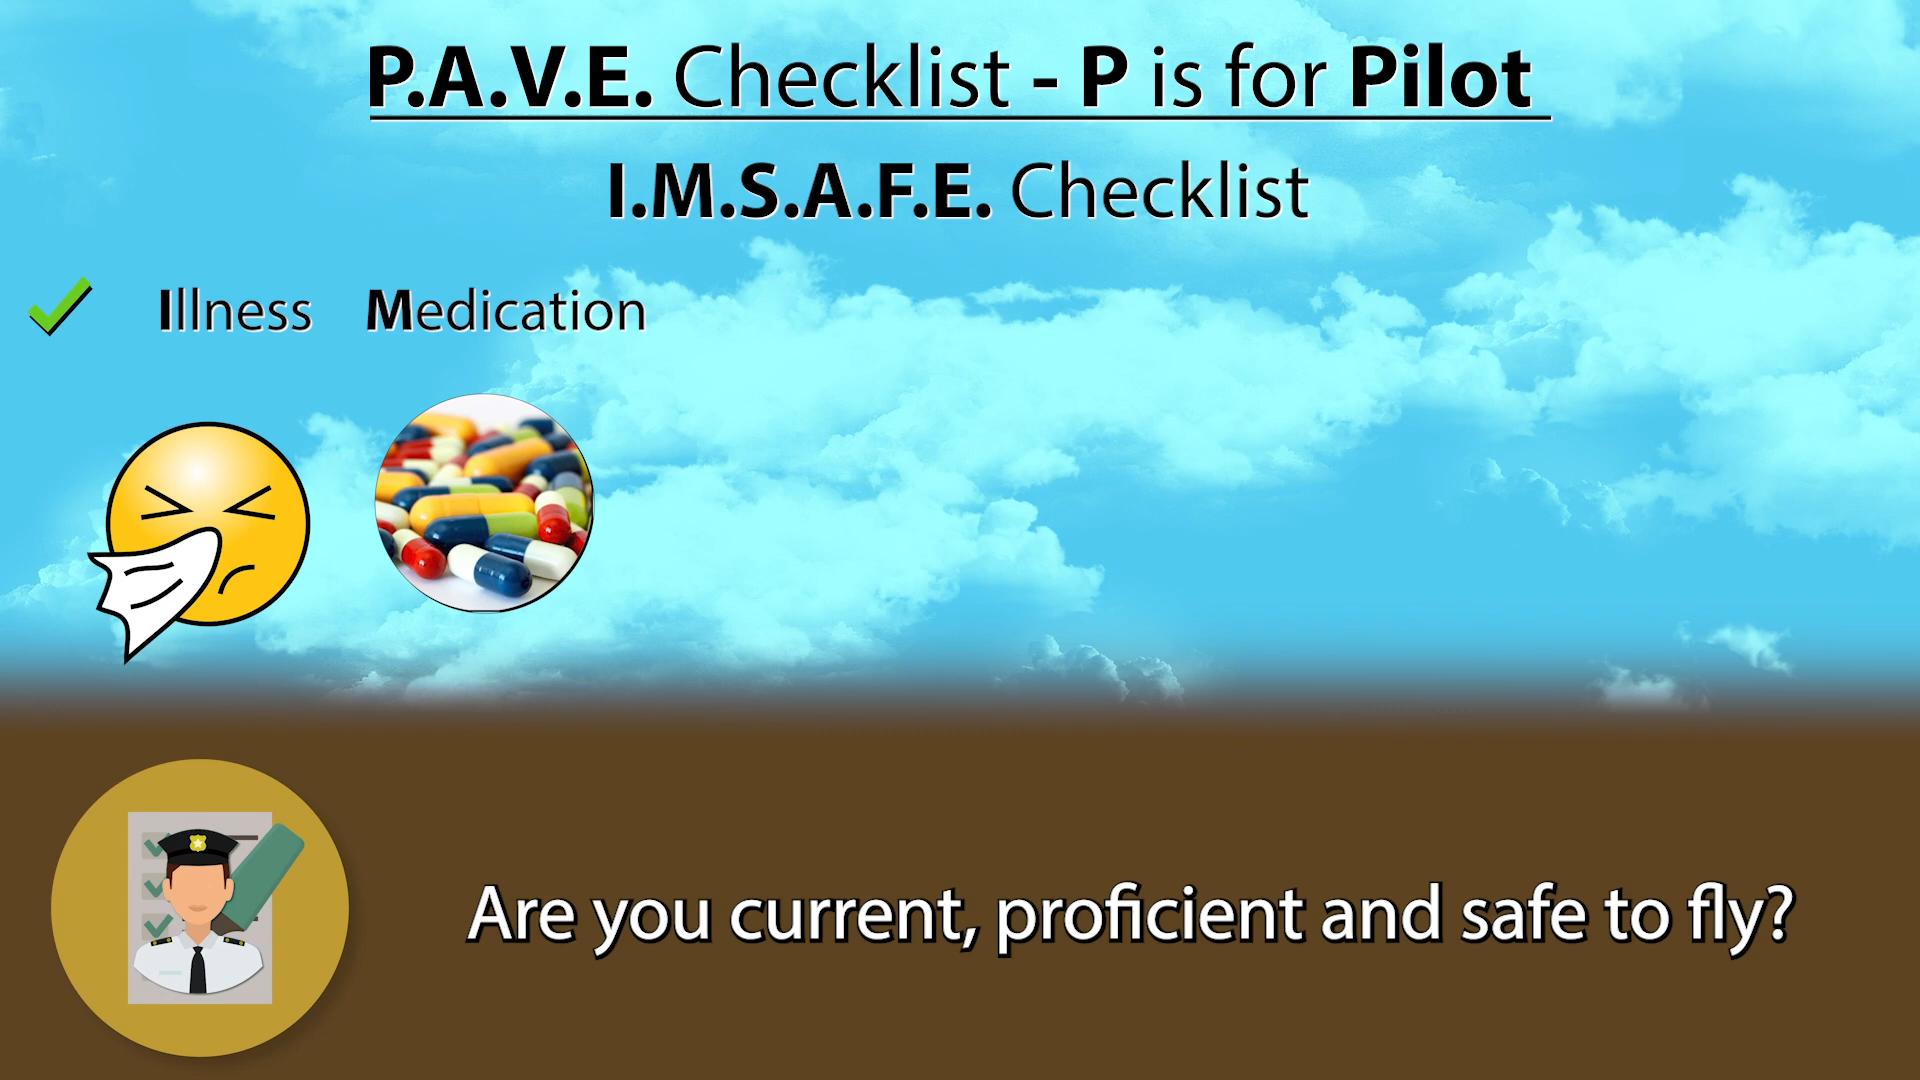 P.A.V.E. Checklist - P is for Pilot
I.M.S.A.F.E. Checklist
Illness Medication
Are you current, proficient and safe to fly?